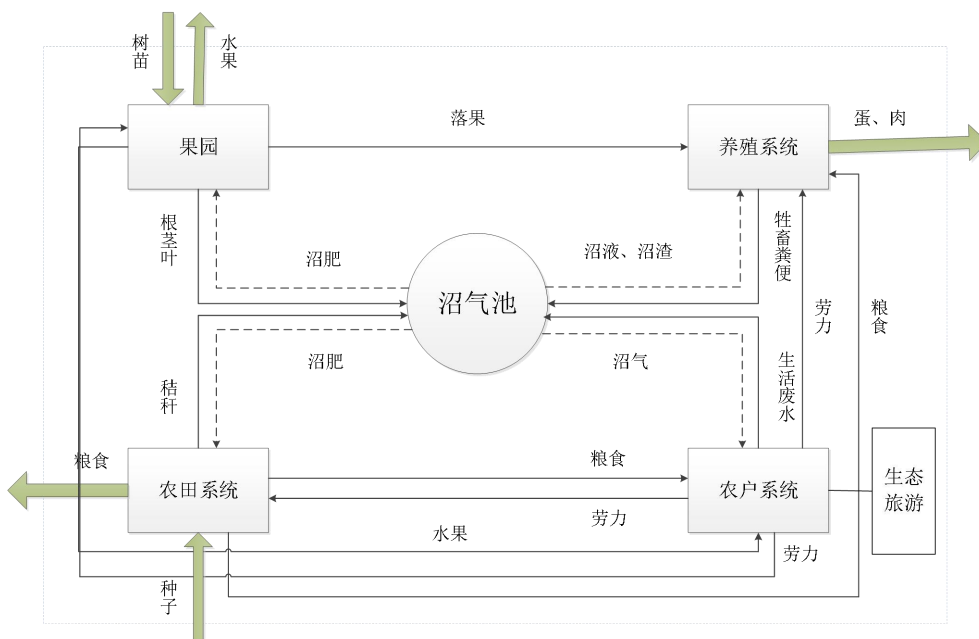 树苗
水果
果园
落果
养殖系统
蛋、肉
根茎叶
沼肥
沼液、沼渣
牲畜粪便
沼气池
劳力
粮食
秸秆
沼肥
沼气
生活废水
粮食
农田系统
粮食
农户系统
生态
旅游
劳力
水果
劳力
种子